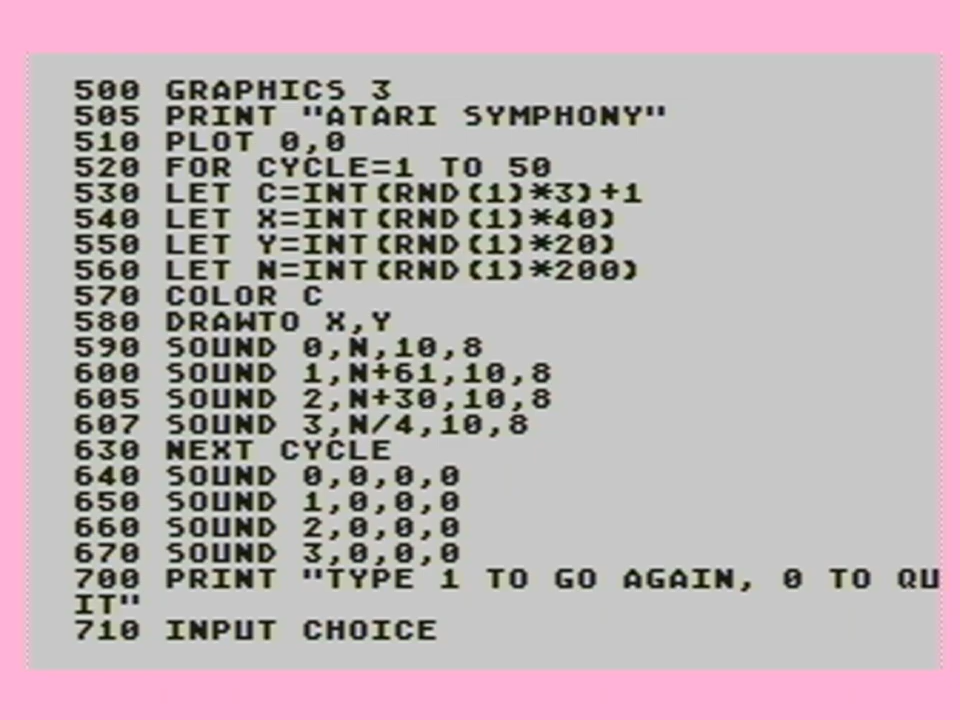 500 GRAPHICS 3
505 PRINT "ATARI SYMPHONY"
510 PLOT 0,0
520 FOR CYCLE=1 TO 50
530 LET C=INT(RND(1)*3)+1
540 LET X=INT(RND(1)*40)
550 LET Y=INT(RND(1)*20)
560 LET N=INT(RND(1)*200)
570 COLOR C
580 DRAWTO X,Y
590 SOUND 0,N,10,8
600 SOUND 1,N+61,10,8
605 SOUND 2,N+30,10,8
607 SOUND 3,N/4,10,8
630 NEXT CYCLE
640 SOUND 0,0,0,0
650 SOUND 1,0,0,0
660 SOUND 2,0,0,0
670 SOUND 3,0,0,0
700 PRINT "TYPE 1 TO GO AGAIN, 0 TO QU
IT"
710 INPUT CHOICE